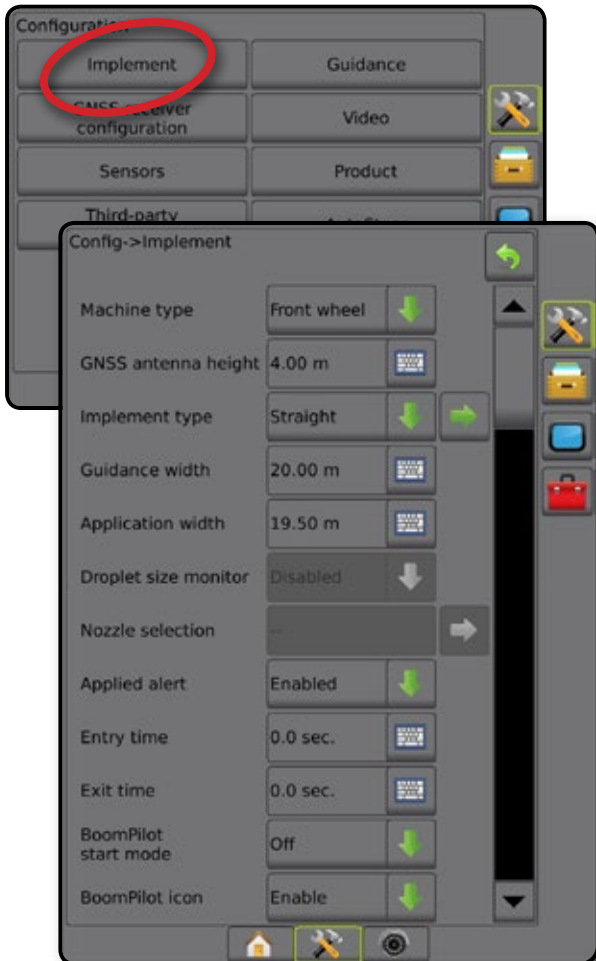 Configuration
Implement
Guidance
GNSS receiver
configuration
Video
Sensors
Product
Third-party
Config->Implement
Machine type
Front wheel
GNSS antenna height
4.00 m
Implement type
Straight
Guidance width
20.00 m
Application width
19.50 m
Droplet size monitor
Disabled
Nozzle selection
--
Applied alert
Enabled
Entry time
0.0 sec.
Exit time
0.0 sec.
BoomPilot
start mode
Off
BoomPilot icon
Enable